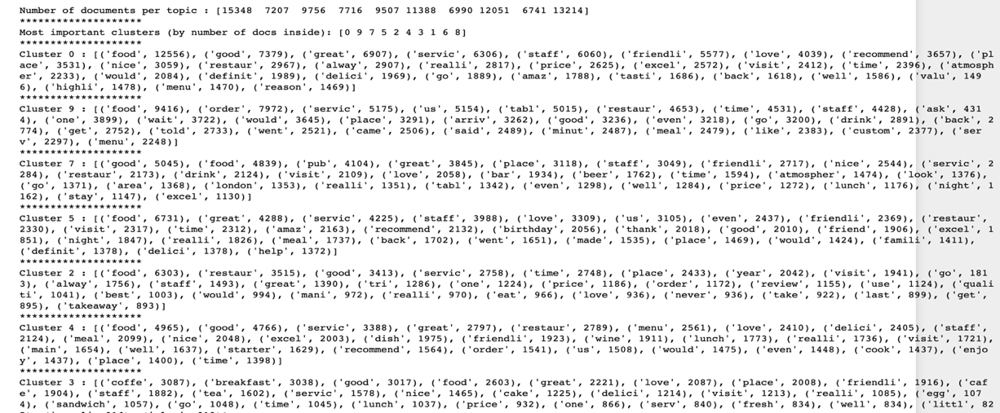 Number of documents per topic : [15348  7207  9756  7716  9507 11388  6990 12051  6741 13214]
********************
Most important clusters (by number of docs inside): [0 9 7 5 2 4 3 1 6 8]
********************
Cluster 0 : [('food', 12556), ('good', 7379), ('great', 6907), ('servic', 6306), ('staff', 6060), ('friendli', 5577), ('love', 4039), ('recommend', 3657), ('pl
ace', 3531), ('nice', 3059), ('restaur', 2967), ('alway', 2907), ('realli', 2817), ('price', 2625), ('excel', 2572), ('visit', 2412), ('time', 2396), ('atmosph
er', 2233), ('would', 2084), ('definit', 1989), ('delici', 1969), ('go', 1889), ('amaz', 1788), ('tasti', 1686), ('back', 1618), ('well', 1586), ('valu', 149
6), ('highli', 1478), ('menu', 1470), ('reason', 1469)]
********************
Cluster 9 : [('food', 9416), ('order', 7972), ('servic', 5175), ('us', 5154), ('tabl', 5015), ('restaur', 4653), ('time', 4531), ('staff', 4428), ('ask', 431
4), ('one', 3899), ('wait', 3722), ('would', 3645), ('place', 3291), ('arriv', 3262), ('good', 3236), ('even', 3218), ('go', 3200), ('drink', 2891), ('back', 2
774), ('get', 2752), ('told', 2733), ('went', 2521), ('came', 2506), ('said', 2489), ('minut', 2487), ('meal', 2479), ('like', 2383), ('custom', 2377), ('ser
v', 2297), ('menu', 2248)]
********************
Cluster 7 : [('good', 5045), ('food', 4839), ('pub', 4104), ('great', 3845), ('place', 3118), ('staff', 3049), ('friendli', 2717), ('nice', 2544), ('servic', 2
284), ('restaur', 2173), ('drink', 2124), ('visit', 2109), ('love', 2058), ('bar', 1934), ('beer', 1762), ('time', 1594), ('atmospher', 1474), ('look', 1376),
('go', 1371), ('area', 1368), ('london', 1353), ('realli', 1351), ('tabl', 1342), ('even', 1298), ('well', 1284), ('price', 1272), ('lunch', 1176), ('night', 1
162), ('stay', 1147), ('excel', 1130)]
********************
Cluster 5 : [('food', 6731), ('great', 4288), ('servic', 4225), ('staff', 3988), ('love', 3309), ('us', 3105), ('even', 2437), ('friendli', 2369), ('restaur',
2330), ('visit', 2317), ('time', 2312), ('amaz', 2163), ('recommend', 2132), ('birthday', 2056), ('thank', 2018), ('good', 2010), ('friend', 1906), ('excel', 1
851), ('night', 1847), ('realli', 1826), ('meal', 1737), ('back', 1702), ('went', 1651), ('made', 1535), ('place', 1469), ('would', 1424), ('famili', 1411),
('definit', 1378), ('delici', 1378), ('help', 1372)]
********************
Cluster 2 : [('food', 6303), ('restaur', 3515), ('good', 3413), ('servic', 2758), ('time', 2748), ('place', 2433), ('year', 2042), ('visit', 1941), ('go', 181
3), ('alway', 1756), ('staff', 1493), ('great', 1390), ('tri', 1286), ('one', 1224), ('price', 1186), ('order', 1172), ('review', 1155), ('use', 1124), ('quali
ti', 1041), ('best', 1003), ('would', 994), ('mani', 972), ('realli', 970), ('eat', 966), ('love', 936), ('never', 936), ('take', 922), ('last', 899), ('get',
895), ('takeaway', 893)]
********************
Cluster 4 : [('food', 4965), ('good', 4766), ('servic', 3388), ('great', 2797), ('restaur', 2789), ('menu', 2561), ('love', 2410), ('delici', 2405), ('staff',
2124), ('meal', 2099), ('nice', 2048), ('excel', 2003), ('dish', 1975), ('friendli', 1923), ('wine', 1911), ('lunch', 1773), ('realli', 1736), ('visit', 1721),
('main', 1654), ('well', 1637), ('starter', 1629), ('recommend', 1564), ('order', 1541), ('us', 1508), ('would', 1475), ('even', 1448), ('cook', 1437), ('enjo
y', 1437), ('place', 1400), ('time', 1398)]
********************
Cluster 3 : [('coffe', 3087), ('breakfast', 3038), ('good', 3017), ('food', 2603), ('great', 2221), ('love', 2087), ('place', 2008), ('friendli', 1916), ('caf
e', 1904), ('staff', 1882), ('tea', 1602), ('servic', 1578), ('nice', 1465), ('cake', 1225), ('delici', 1214), ('visit', 1213), ('realli', 1085), ('egg', 107
4), ('sandwich', 1057), ('go', 1048), ('time', 1045), ('lunch', 1037), ('price', 932), ('one', 866), ('serv', 840), ('fresh', 834), ('well', 834), ('littl', 82